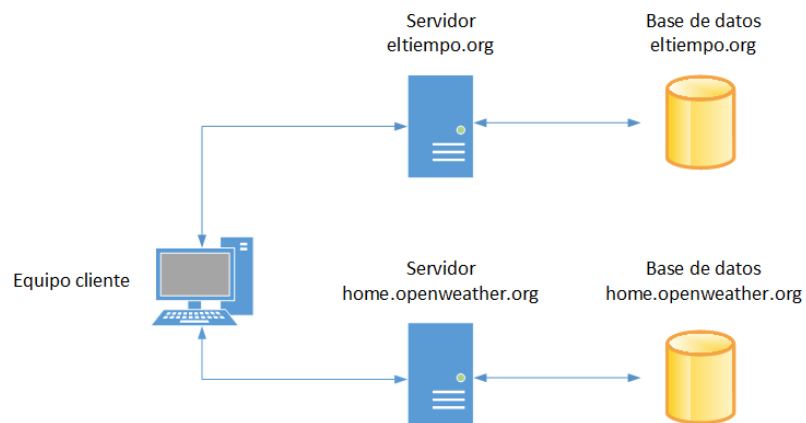 Servidor
eltiempo.org
Base de datos
eltiempo.org
Equipo cliente
Servidor
home.openweather.org
Base de datos
home.openweather.org